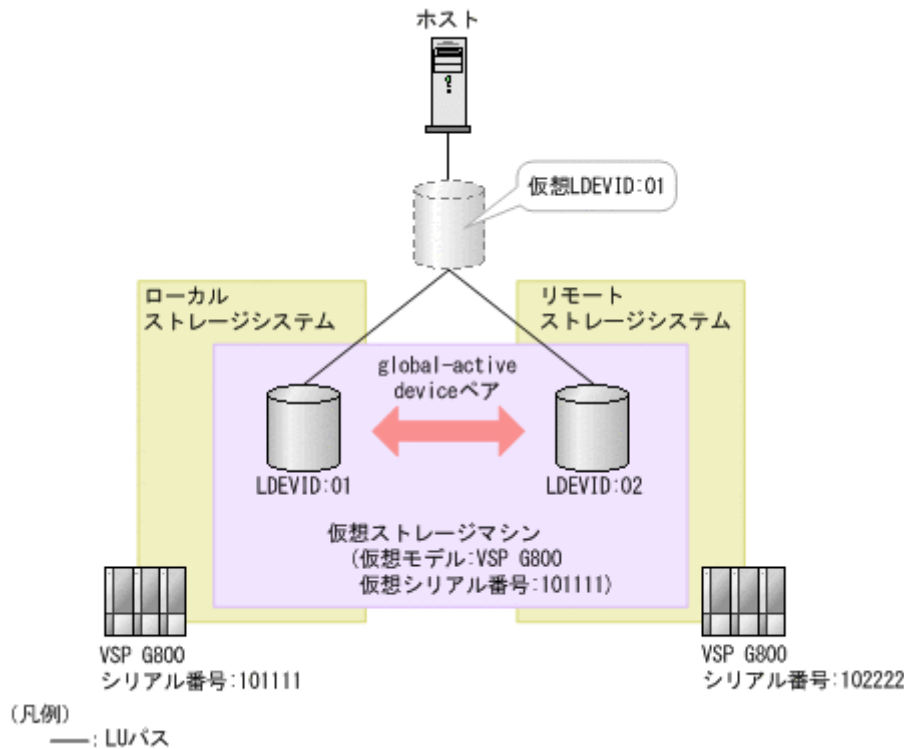 ホスト
仮想LDEVID:01
ローカル
ストレージシステム
リモート
ストレージシステム
global-active
deviceペア
LDEVID:01
LDEVID:02
仮想ストレージマシン
(仮想モデル:VSP G800
仮想シリアル番号:101111)
VSP G800
シリアル番号:101111
VSP G800
シリアル番号:102222
(凡例)
――: LUパス